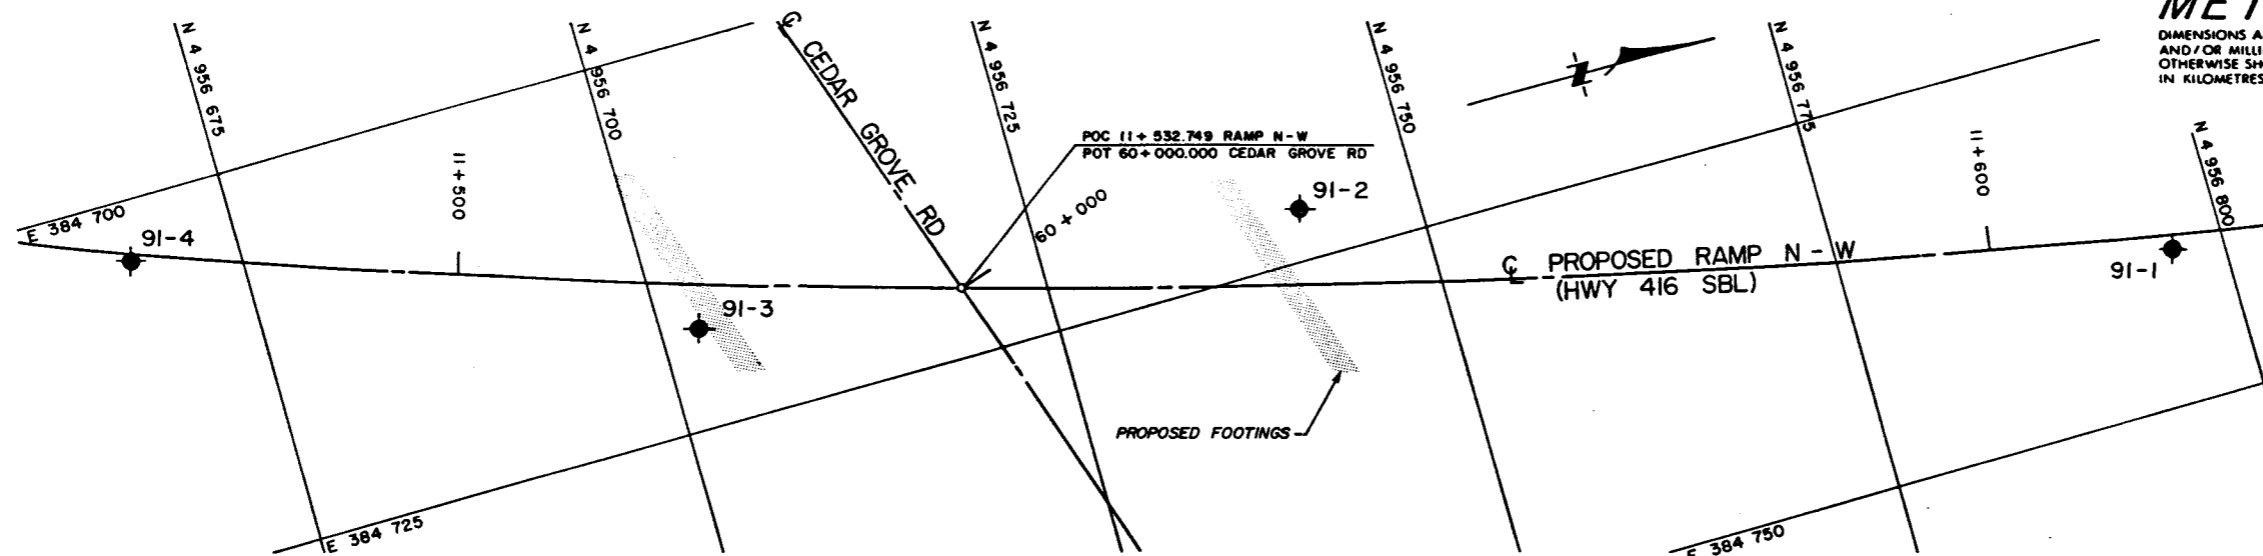 N 4 956 675
N 4 956 700
℄ CEDAR GROVE RD
N 4 956 725
N 4 956 750
N 4 956 775
N 4 956 800
N
DIMENSIONS A
AND/OR
OTHERWISE
IN KILOMETRES
POC 11+532.749 RAMP N-W
POT 60+000.000 CEDAR GROVE RD
11+500
60+000
11+600
E 384 700
91-4
91-3
91-2
91-1
℄ PROPOSED RAMP N-W
(HWY 416 SBL)
PROPOSED FOOTINGS
E 384 725
E 384 750